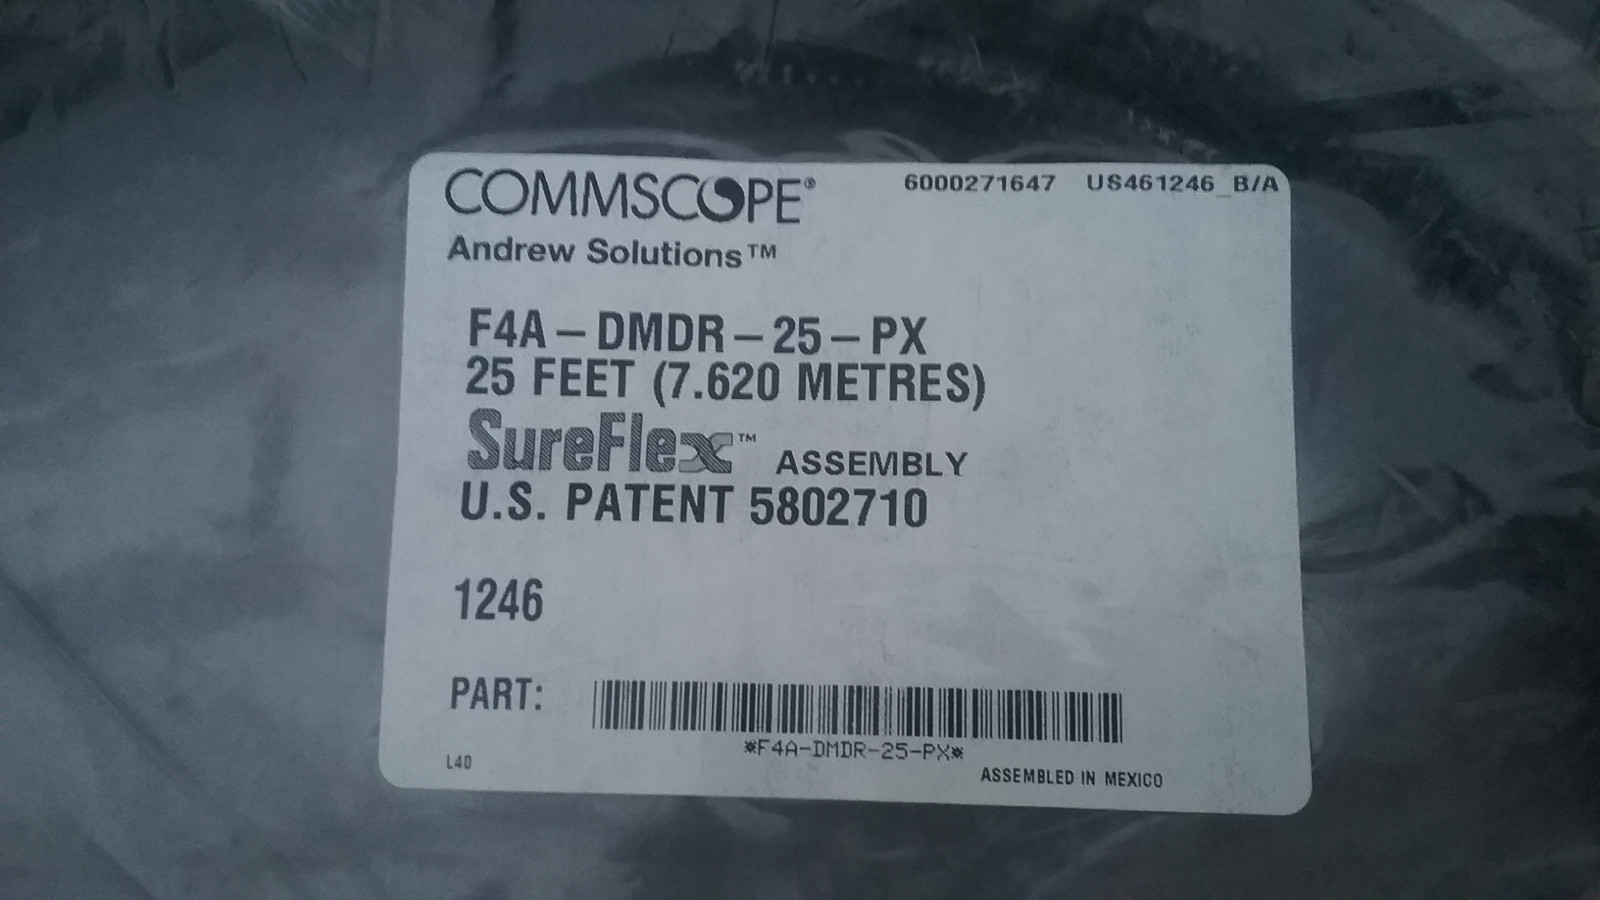 COMMSCOPE® 6000271647 US461246_B/A
Andrew Solutions™
F4A–DMDR–25–PX
25 FEET (7.620 METRES)
SureFlex™ ASSEMBLY
U.S. PATENT 5802710
1246
PART:
*F4A-DMDR-25-PX*
L40
ASSEMBLED IN MEXICO